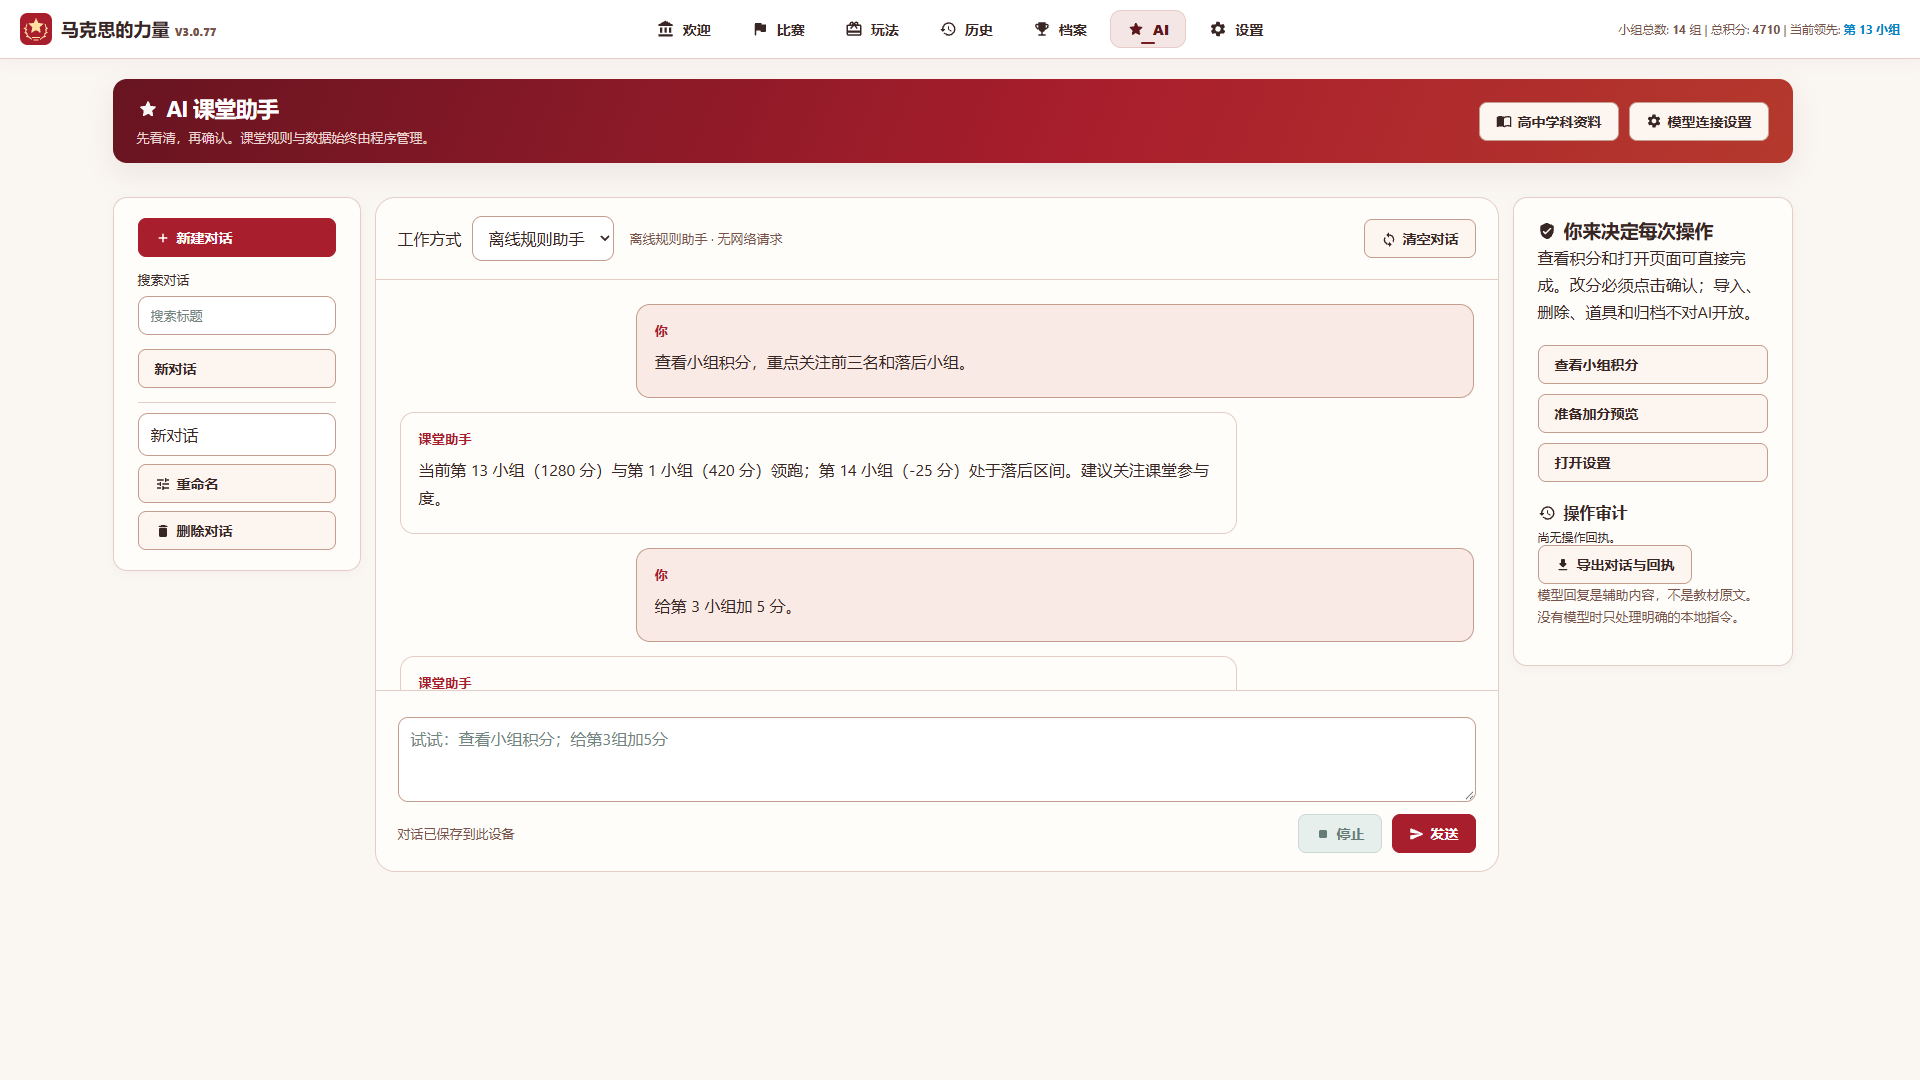 马克思的力量 V3.0.77
欢迎
比赛
玩法
历史
档案
AI
设置
小组总数: 14 组 | 总积分: 4710 | 当前领先: 第 13 小组
AI 课堂助手
先看清，再确认。课堂规则与数据始终由程序管理。
高中学科资料
模型连接设置
新建对话
搜索对话
搜索标题
新对话
新对话
重命名
删除对话
工作方式
离线规则助手
离线规则助手 · 无网络请求
清空对话
你
查看小组积分，重点关注前三名和落后小组。
课堂助手
当前第 13 小组（1280 分）与第 1 小组（420 分）领跑；第 14 小组（-25 分）处于落后区间。建议关注课堂参与
度。
你
给第 3 小组加 5 分。
课堂助手
试试：查看小组积分；给第3组加5分
对话已保存到此设备
停止
发送
你来决定每次操作
查看积分和打开页面可直接完
成。改分必须点击确认；导入、
删除、道具和归档不对AI开放。
查看小组积分
准备加分预览
打开设置
操作审计
尚无操作回执。
导出对话与回执
模型回复是辅助内容，不是教材原文。
没有模型时只处理明确的本地指令。